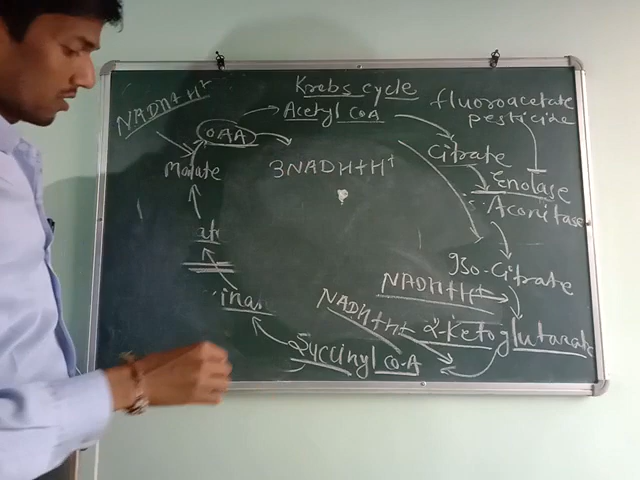 Krebs cycle
Acetyl CoA
fluoroacetate
pesticide
NADH+H+
OAA
Citrate
Malate
3NADH+H+
Enolase
Aconitase
Iso-Citrate
NADH+H+
NADH+H+
α-Ketoglutarate
Succinyl Co-A